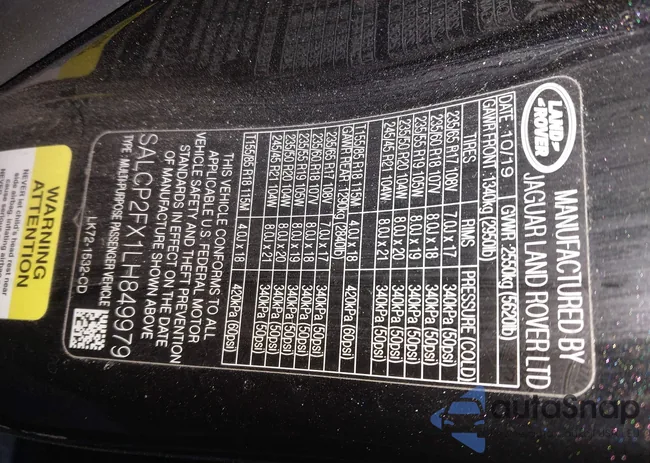 MANUFACTURED BY
JAGUAR LAND ROVER LTD
LAND ROVER
DATE: 10/19 GVWR: 2550kg (5620lb)
GAWR FRONT: 1340kg (2950lb)
TIRES RIMS PRESSURE (COLD)
235/65 R17 108V 7.0J x 17 340kPa (50psi)
235/60 R18 107V 8.0J x 18 340kPa (50psi)
235/55 R19 105W 8.0J x 19 340kPa (50psi)
235/50 R20 104W 8.0J x 20 340kPa (50psi)
245/45 R21 104W 8.0J x 21 340kPa (50psi)
T155/85 R18 115M 4.0J x 18 420kPa (60psi)
GAWR REAR: 1290kg (2840lb)
235/65 R17 108V 7.0J x 17 340kPa (50psi)
235/60 R18 107V 8.0J x 18 340kPa (50psi)
235/55 R19 105W 8.0J x 19 340kPa (50psi)
235/50 R20 104W 8.0J x 20 340kPa (50psi)
245/45 R21 104W 8.0J x 21 340kPa (50psi)
T155/85 R18 115M 4.0J x 18 420kPa (60psi)
THIS VEHICLE CONFORMS TO ALL
APPLICABLE U.S. FEDERAL MOTOR
VEHICLE SAFETY AND THEFT PREVENTION
STANDARDS IN EFFECT ON THE DATE
OF MANUFACTURE SHOWN ABOVE
SALCP2FX1LH849979
TYPE: MULTIPURPOSE PASSENGER VEHICLE
LK72-1532-CD
WARNING
ATTENTION
NEVER let child's head rest near
side airbag
autoSnap